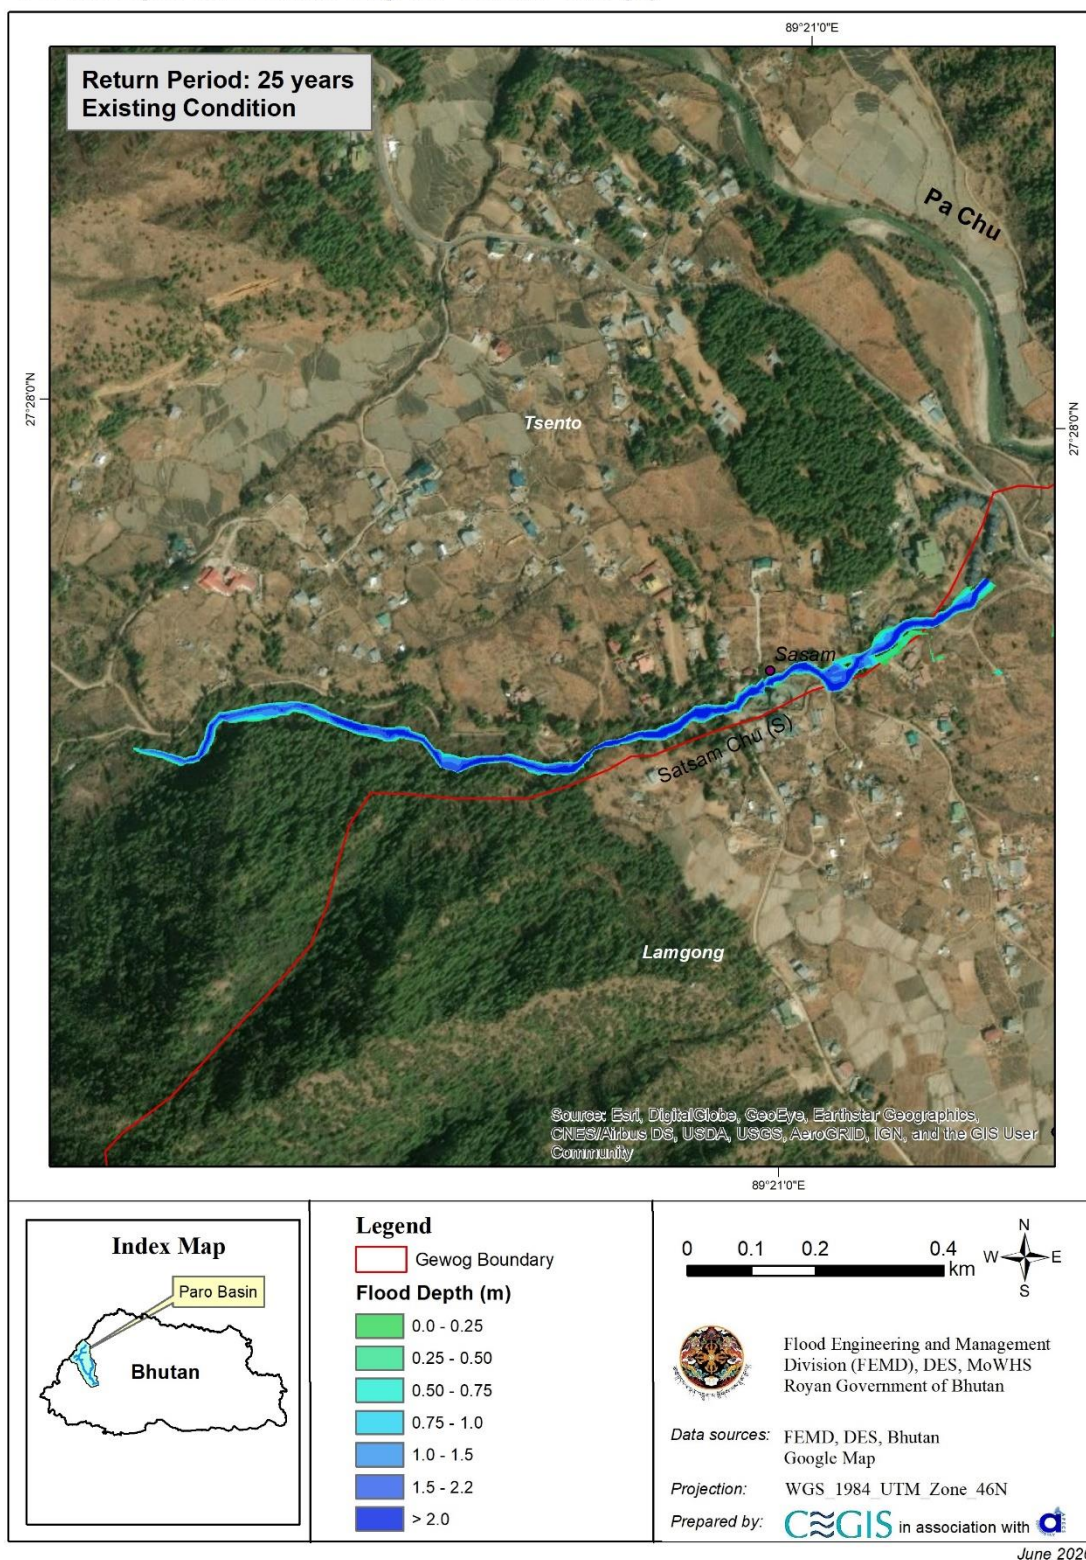 89°21'0"E
Return Period: 25 years
Existing Condition
Pa Chu
27°28'0"N
27°28'0"N
Tsento
Sasam
Satsam Chu (S)
Lamgong
Source: Esri, DigitalGlobe, GeoEye, Earthstar Geographics,
CNES/Airbus DS, USDA, USGS, AeroGRID, IGN, and the GIS User
Community
89°21'0"E
Index Map
Paro Basin
Bhutan
Legend
Gewog Boundary
Flood Depth (m)
0.0 - 0.25
0.25 - 0.50
0.50 - 0.75
0.75 - 1.0
1.0 - 1.5
1.5 - 2.2
> 2.0
0 0.1 0.2 0.4
km
N
W E
S
Flood Engineering and Management
Division (FEMD), DES, MoWHS
Royan Government of Bhutan
Data sources: FEMD, DES, Bhutan
Google Map
Projection: WGS_1984_UTM_Zone_46N
Prepared by: CEGIS in association with